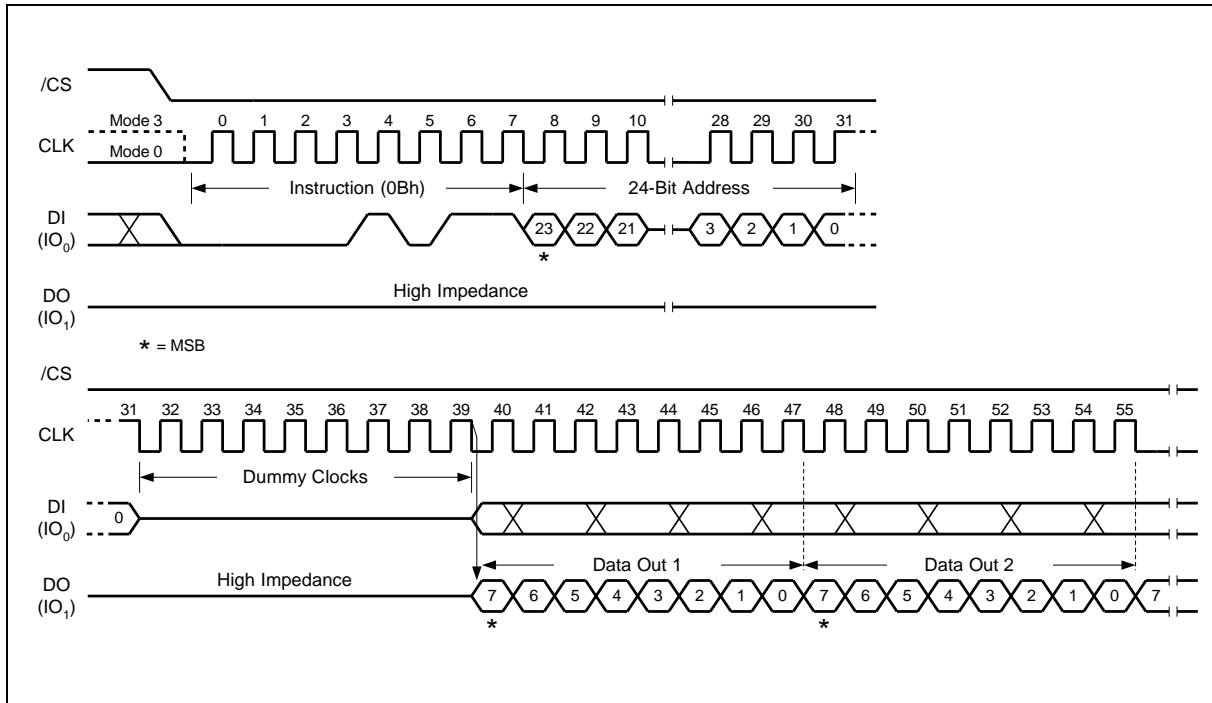 /CS
Mode 3
0 1 2 3 4 5 6 7 8 9 10 28 29 30 31
CLK
Mode 0
Instruction (0Bh) 24-Bit Address
DI
(IO0)
23 22 21 3 2 1 0
*
High Impedance
DO
(IO1)
* = MSB
/CS
31 32 33 34 35 36 37 38 39 40 41 42 43 44 45 46 47 48 49 50 51 52 53 54 55
CLK
Dummy Clocks
DI
(IO0)
0
Data Out 1 Data Out 2
High Impedance
DO
(IO1)
7 6 5 4 3 2 1 0 7 6 5 4 3 2 1 0 7
* *